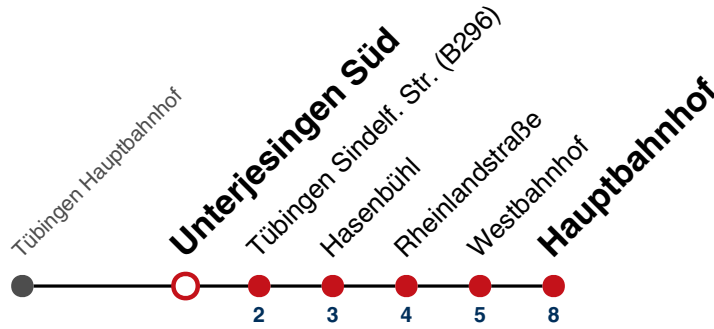 Tübingen Hauptbahnhof
Unterjesingen Süd
Tübingen Sindelf. Str. (B296)
Hasenbühl
Rheinlandstraße
Westbahnhof
Hauptbahnhof
2 3 4 5 8